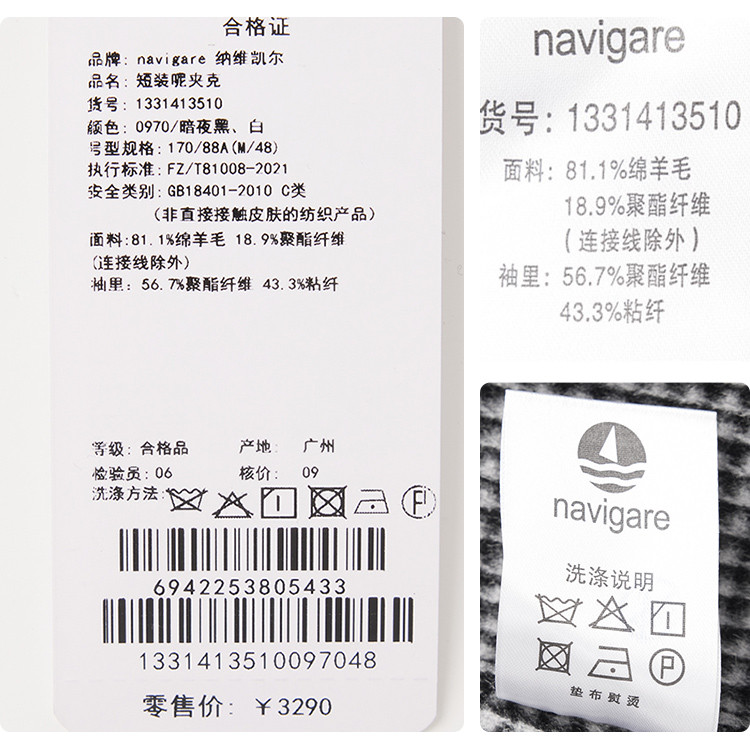 合格证
品牌: navigare 纳维凯尔
品名: 短装呢夹克
货号: 1331413510
颜色: 0970/暗夜黑、白
号型规格: 170/88A(M/48)
执行标准: FZ/T81008-2021
安全类别: GB18401-2010 C类
(非直接接触皮肤的纺织产品)
面料:81.1%绵羊毛 18.9%聚酯纤维
(连接线除外)
袖里: 56.7%聚酯纤维 43.3%粘纤
等级: 合格品 产地: 广州
检验员: 06 核价: 09
洗涤方法:
6942253805433
1331413510097048
零售价: ￥3290
navigare
货号: 1331413510
面料: 81.1%绵羊毛
18.9%聚酯纤维
(连接线除外)
袖里: 56.7%聚酯纤维
43.3%粘纤
navigare
洗涤说明
垫布熨烫